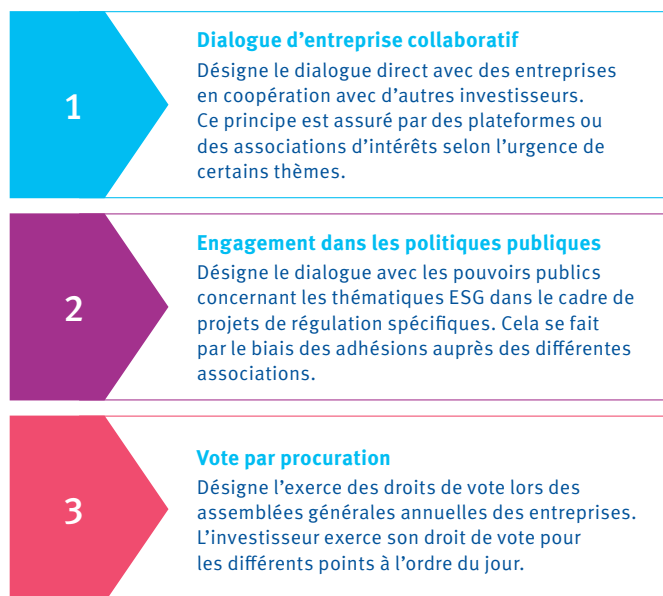 1
Dialogue d’entreprise collaboratif
Désigne le dialogue direct avec des entreprises
en coopération avec d’autres investisseurs.
Ce principe est assuré par des plateformes ou
des associations d’intérêts selon l’urgence de
certains thèmes.
2
Engagement dans les politiques publiques
Désigne le dialogue avec les pouvoirs publics
concernant les thématiques ESG dans le cadre de
projets de régulation spécifiques. Cela se fait
par le biais des adhésions auprès des différentes
associations.
3
Vote par procuration
Désigne l’exerce des droits de vote lors des
assemblées générales annuelles des entreprises.
L’investisseur exerce son droit de vote pour
les différents points à l’ordre du jour.